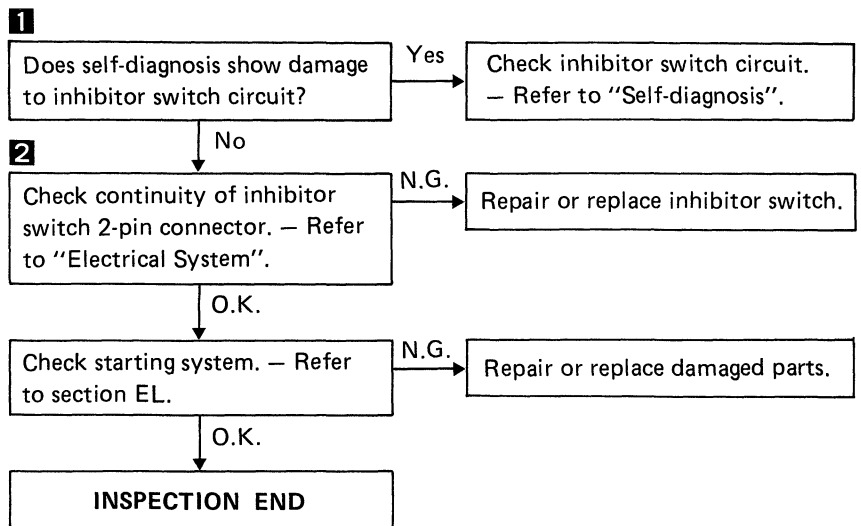 1
Does self-diagnosis show damage
to inhibitor switch circuit?
Yes
Check inhibitor switch circuit.
— Refer to "Self-diagnosis".
No
2
Check continuity of inhibitor
switch 2-pin connector. — Refer
to "Electrical System".
N.G.
Repair or replace inhibitor switch.
O.K.
Check starting system. — Refer
to section EL.
N.G.
Repair or replace damaged parts.
O.K.
INSPECTION END